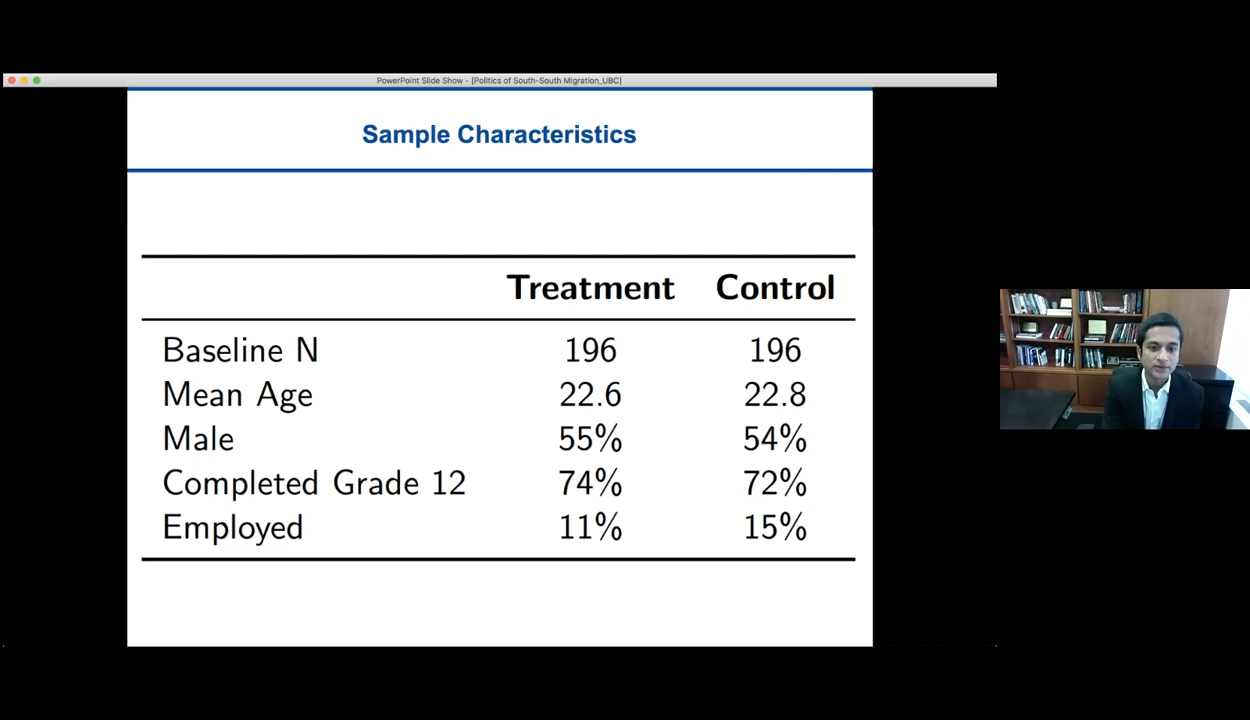 PowerPoint Slide Show - [Politics of South-South Migration_UBC]
Sample Characteristics
Treatment Control
Baseline N 196 196
Mean Age 22.6 22.8
Male 55% 54%
Completed Grade 12 74% 72%
Employed 11% 15%